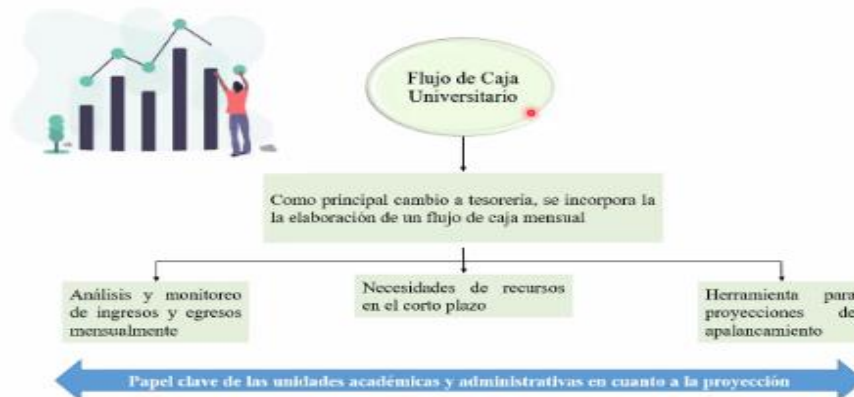 Flujo de Caja
Universitario
Como principal cambio a tesorería, se incorpora la
la elaboración de un flujo de caja mensual
Análisis y monitoreo
de ingresos y egresos
mensualmente
Necesidades de recursos
en el corto plazo
Herramienta para
proyecciones de
apalancamiento
Papel clave de las unidades académicas y administrativas en cuanto a la proyección